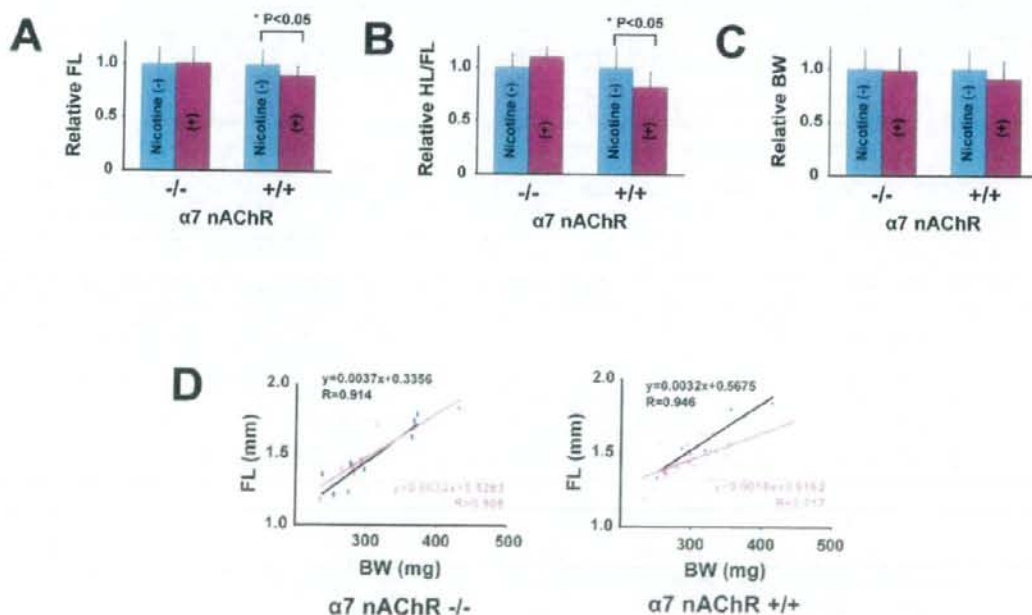 A
* P<0.05
Relative FL
1.0
0.5
0
Nicotine (-)
(+)
Nicotine (-)
(+)
-/-
+/+
α7 nAChR
B
* P<0.05
Relative HL/FL
1.0
0.5
0
Nicotine (-)
(+)
Nicotine (-)
(+)
-/-
+/+
α7 nAChR
C
Relative BW
1.0
0.5
0
Nicotine (-)
(+)
Nicotine (-)
(+)
-/-
+/+
α7 nAChR
D
y=0.0037x+0.3356
R=0.914
FL (mm)
2.0
1.5
1.0
300
400
500
BW (mg)
α7 nAChR -/-
y=0.0032x+0.5675
R=0.946
FL (mm)
2.0
1.5
1.0
300
400
500
BW (mg)
α7 nAChR +/+